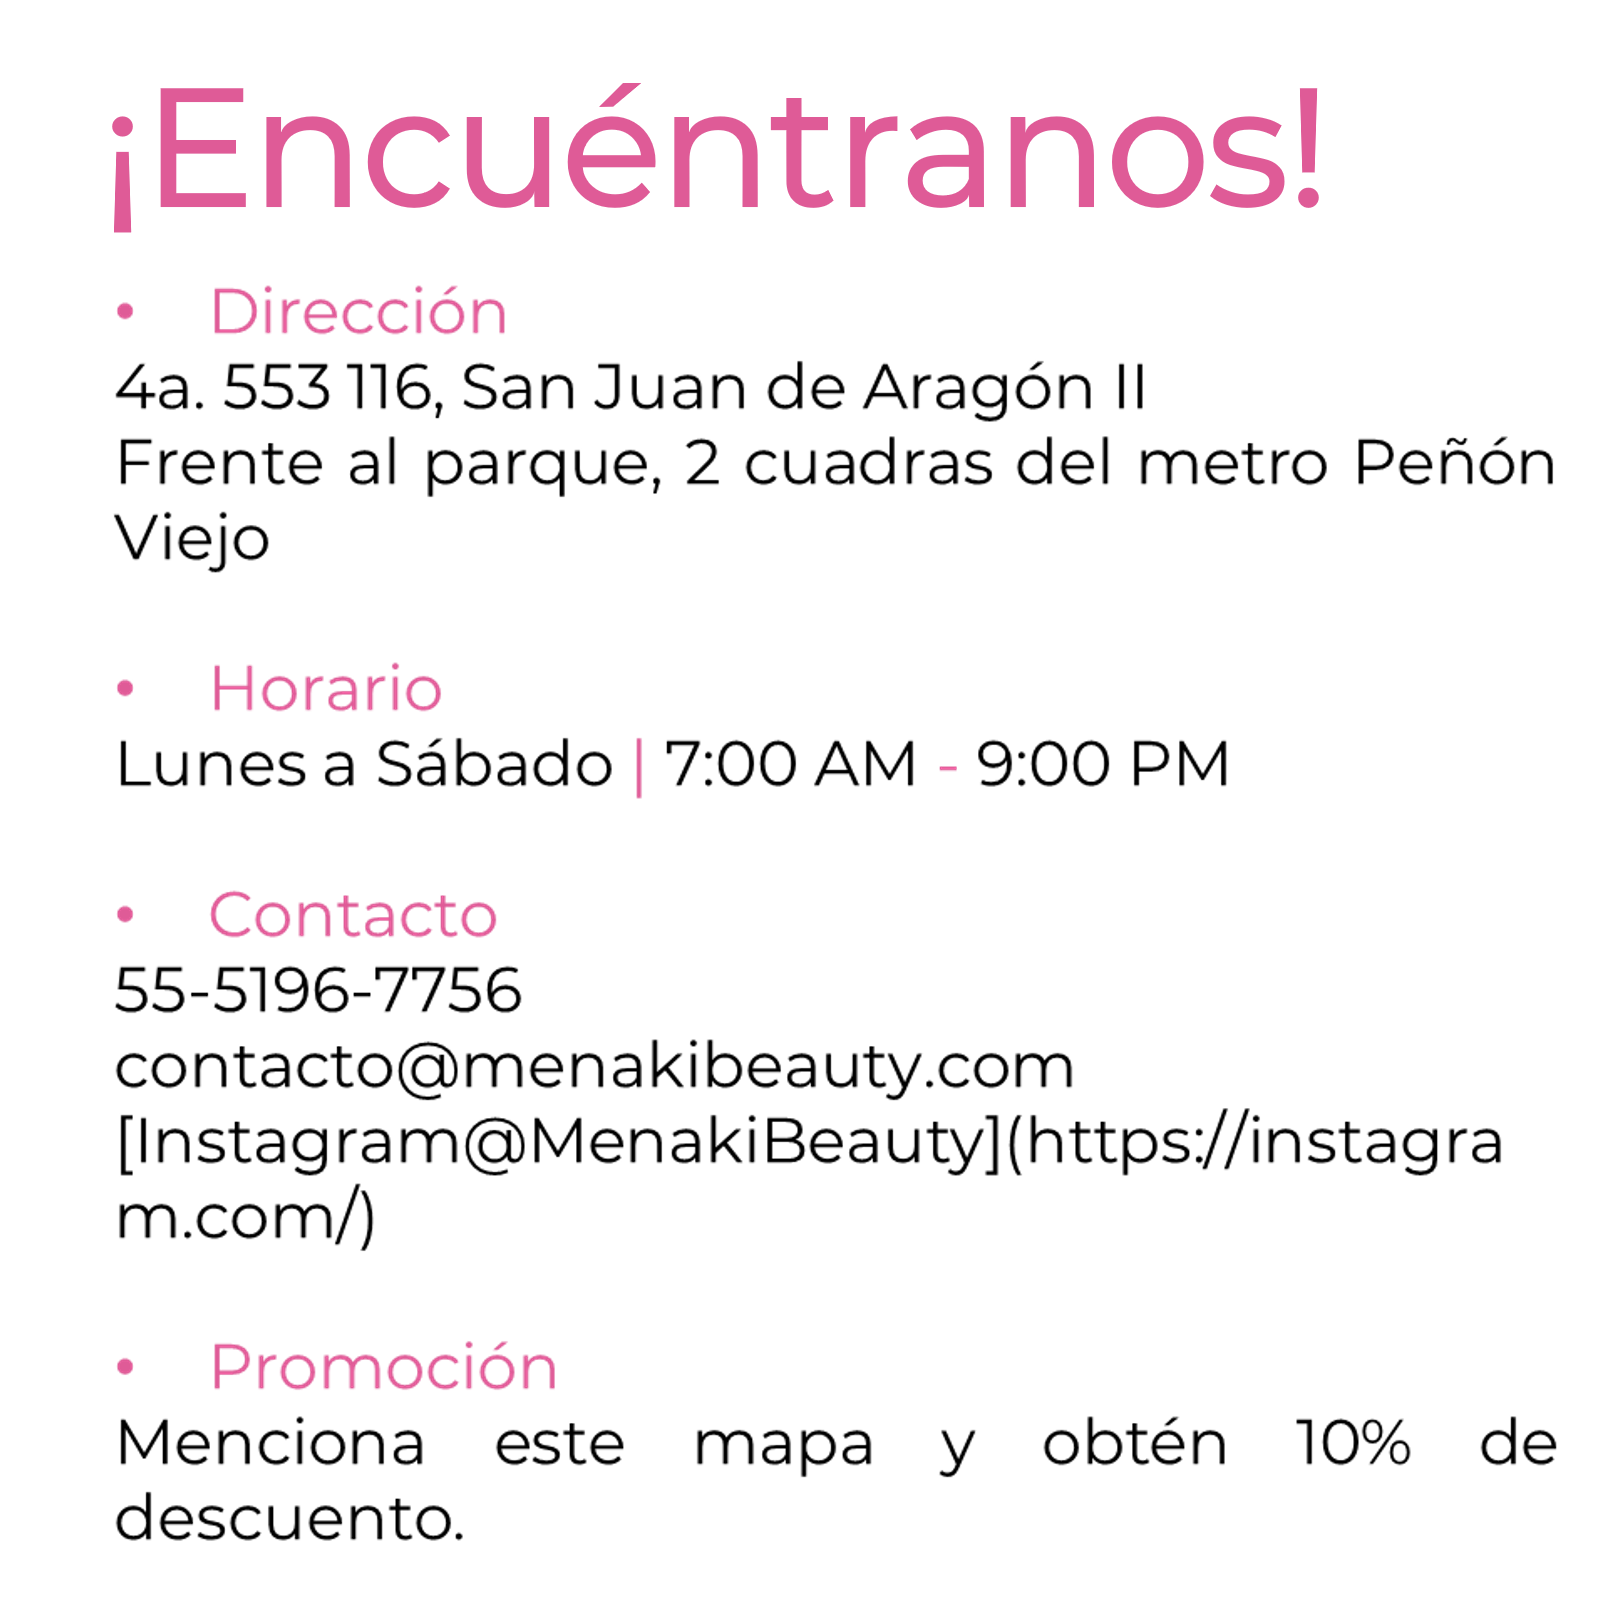 ¡Encuéntranos!
• Dirección
4a. 553 116, San Juan de Aragón II
Frente al parque, 2 cuadras del metro Peñón
Viejo
• Horario
Lunes a Sábado | 7:00 AM - 9:00 PM
• Contacto
55-5196-7756
contacto@menakibeauty.com
[Instagram@MenakiBeauty](https://instagra
m.com/)
• Promoción
Menciona este mapa y obtén 10% de
descuento.